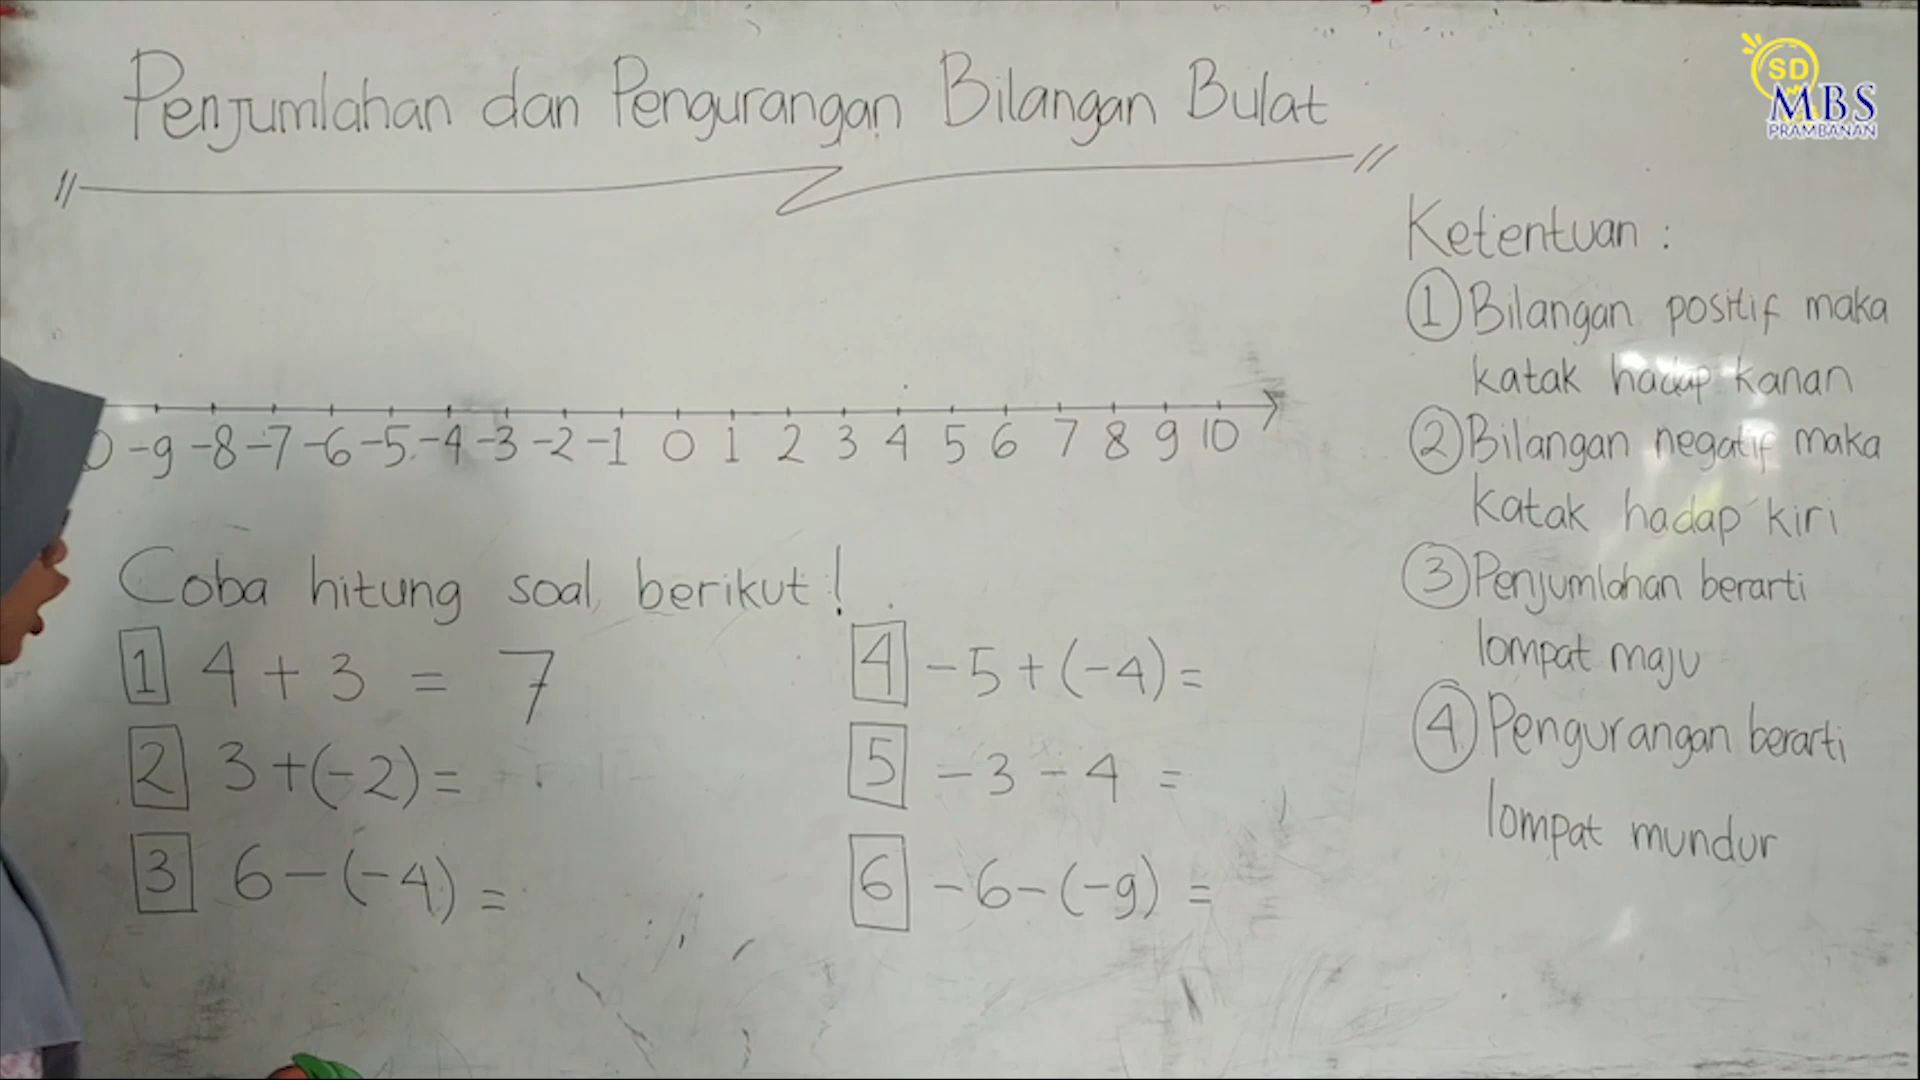 Penjumlahan dan Pengurangan Bilangan Bulat
SD
MBS
PRAMBANAN
-9 -8 -7 -6 -5 -4 -3 -2 -1 0 1 2 3 4 5 6 7 8 9 10
Coba hitung soal berikut!
1 4 + 3 = 7
2 3 + (-2) =
3 6 - (-4) =
4 -5 + (-4) =
5 -3 - 4 =
6 -6 - (-9) =
Ketentuan :
1 Bilangan positif maka
katak hadap kanan
2 Bilangan negatif maka
katak hadap kiri
3 Penjumlahan berarti
lompat maju
4. Pengurangan berarti
lompat mundur